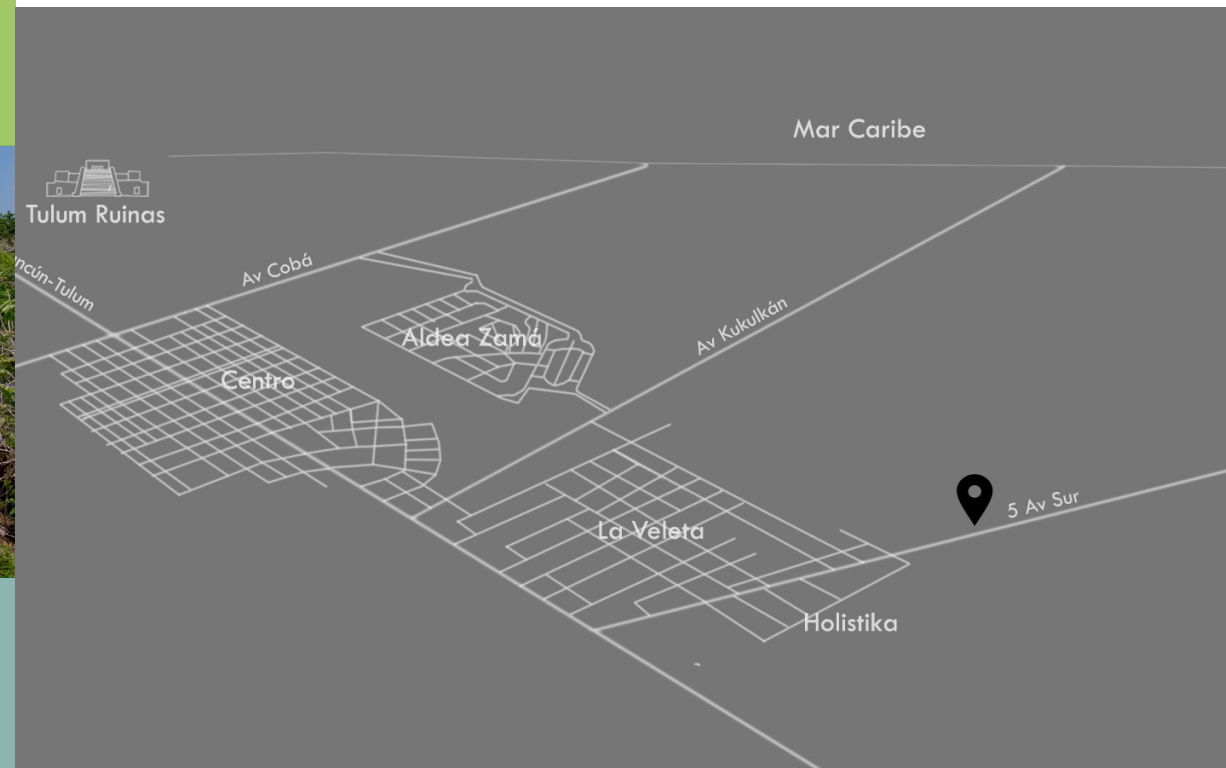 Mar Caribe
Tulum Ruinas
ncún-Tulum
Av Cobá
Av Kukulkán
Aldea Zamá
Centro
5 Av Sur
La Veleta
Holistika